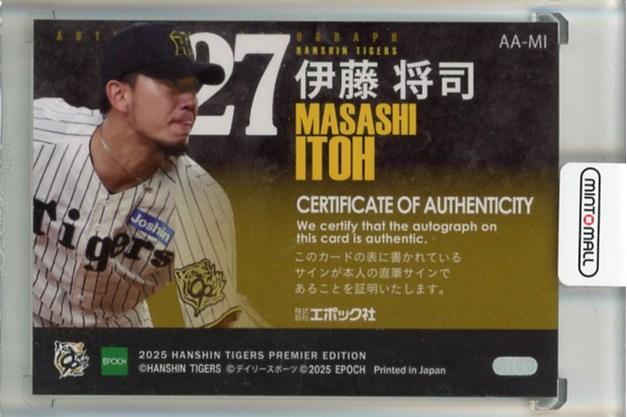 AA-MI
HANSHIN TIGERS
27
伊藤 将司
MASASHI
ITOH
CERTIFICATE OF AUTHENTICITY
We certify that the autograph on
this card is authentic.
このカードの表に書かれている
サインが本人の直筆サインで
あることを証明いたします。
株式会社 エポック社
Joshin
Tigers
MINTOMALL
EPOCH
2025 HANSHIN TIGERS PREMIER EDITION
©HANSHIN TIGERS ©デイリースポーツ ©2025 EPOCH Printed in Japan